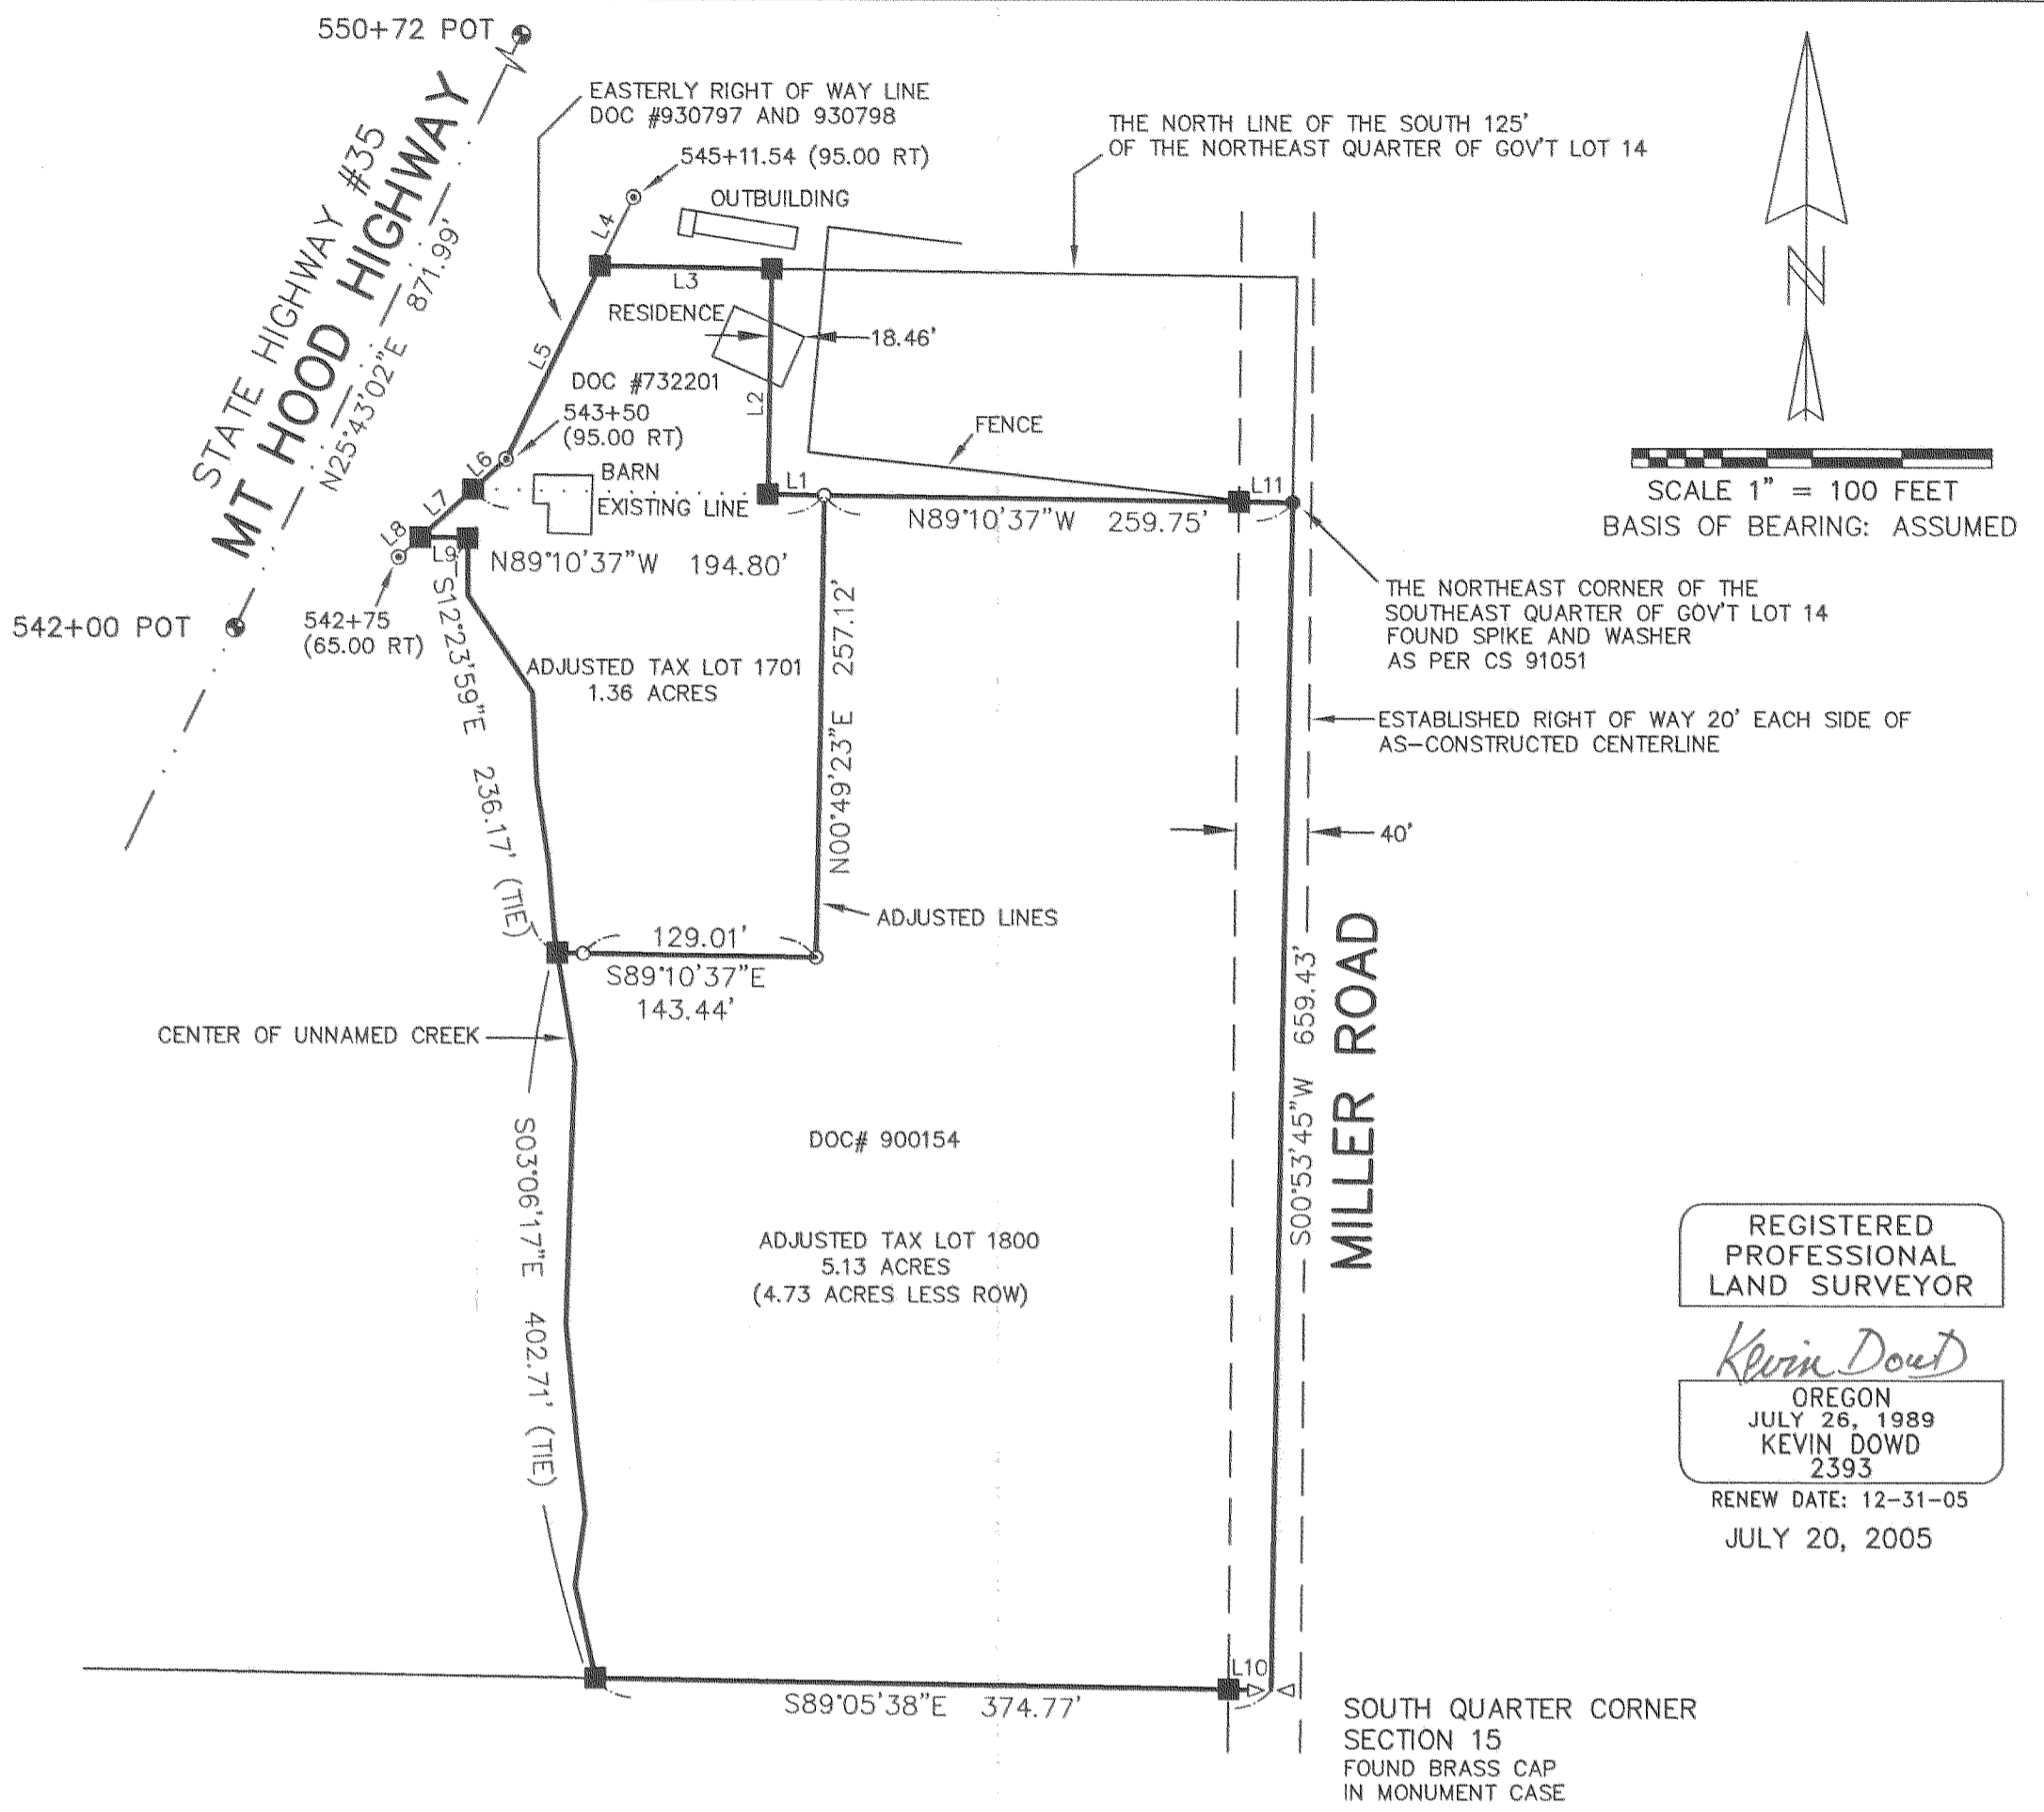 550+72 POT
EASTERLY RIGHT OF WAY LINE
DOC #930797 AND 930798
545+11.54 (95.00 RT)
OUTBUILDING
THE NORTH LINE OF THE SOUTH 125'
OF THE NORTHEAST QUARTER OF GOV'T LOT 14
STATE HIGHWAY #35
MT HOOD HIGHWAY
N25°43'02"E 871.99'
L4
L3
RESIDENCE
18.46'
L5
DOC #732201
L2
543+50
(95.00 RT)
FENCE
L6
BARN
EXISTING LINE
L1
L11
N89°10'37"W 259.75'
L7
L8
L9
N89°10'37"W 194.80'
N
SCALE 1" = 100 FEET
BASIS OF BEARING: ASSUMED
542+00 POT
542+75
(65.00 RT)
S12°23'59"E 236.17' (TIE)
ADJUSTED TAX LOT 1701
1.36 ACRES
N00°49'23"E 257.12'
THE NORTHEAST CORNER OF THE
SOUTHEAST QUARTER OF GOV'T LOT 14
FOUND SPIKE AND WASHER
AS PER CS 91051
ESTABLISHED RIGHT OF WAY 20' EACH SIDE OF
AS-CONSTRUCTED CENTERLINE
40'
ADJUSTED LINES
129.01'
S89°10'37"E
143.44'
CENTER OF UNNAMED CREEK
S00°53'45"W 659.43'
MILLER ROAD
S03°06'17"E 402.71' (TIE)
DOC# 900154
ADJUSTED TAX LOT 1800
5.13 ACRES
(4.73 ACRES LESS ROW)
REGISTERED
PROFESSIONAL
LAND SURVEYOR
Kevin Dowd
OREGON
JULY 26, 1989
KEVIN DOWD
2393
RENEW DATE: 12-31-05
JULY 20, 2005
L10
S89°05'38"E 374.77'
SOUTH QUARTER CORNER
SECTION 15
FOUND BRASS CAP
IN MONUMENT CASE